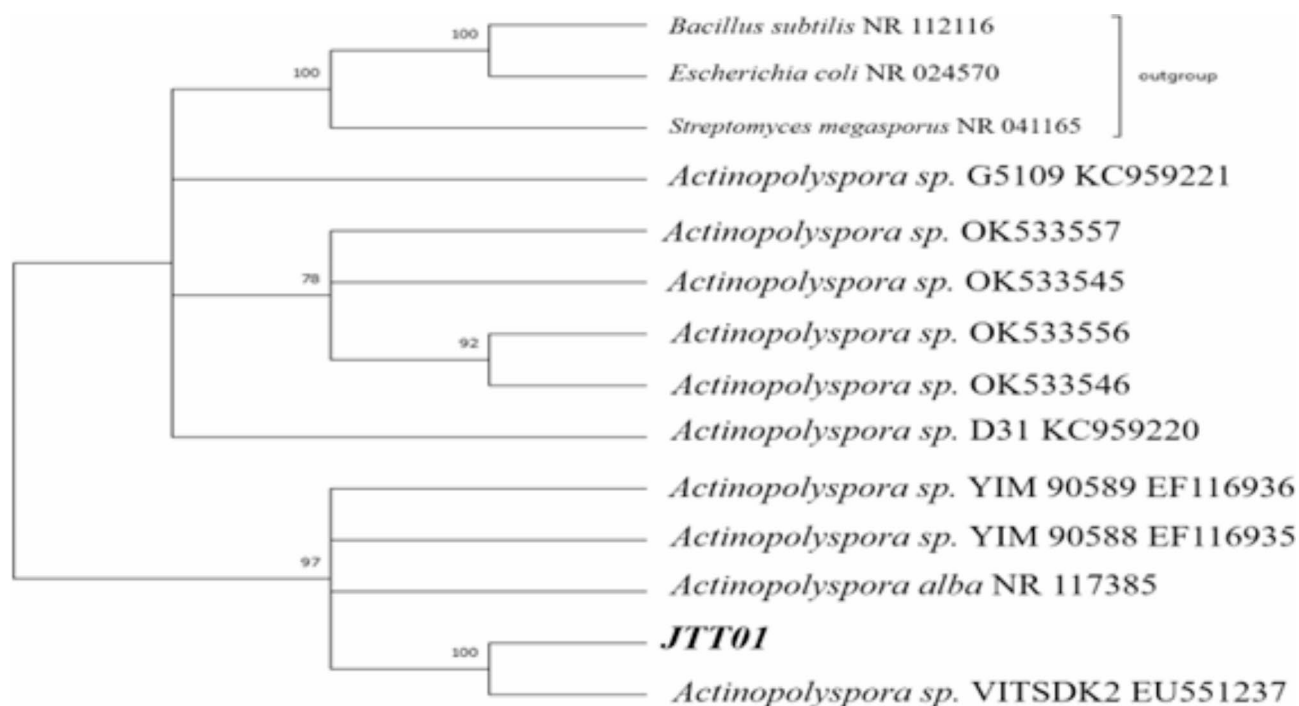 100
Bacillus subtilis NR 112116
100
Escherichia coli NR 024570
outgroup
Streptomyces megasporus NR 041165
Actinopolyspora sp. G5109 KC959221
Actinopolyspora sp. OK533557
78
Actinopolyspora sp. OK533545
Actinopolyspora sp. OK533556
92
Actinopolyspora sp. OK533546
Actinopolyspora sp. D31 KC959220
Actinopolyspora sp. YIM 90589 EF116936
Actinopolyspora sp. YIM 90588 EF116935
97
Actinopolyspora alba NR 117385
JTT01
100
Actinopolyspora sp. VITSDK2 EU551237